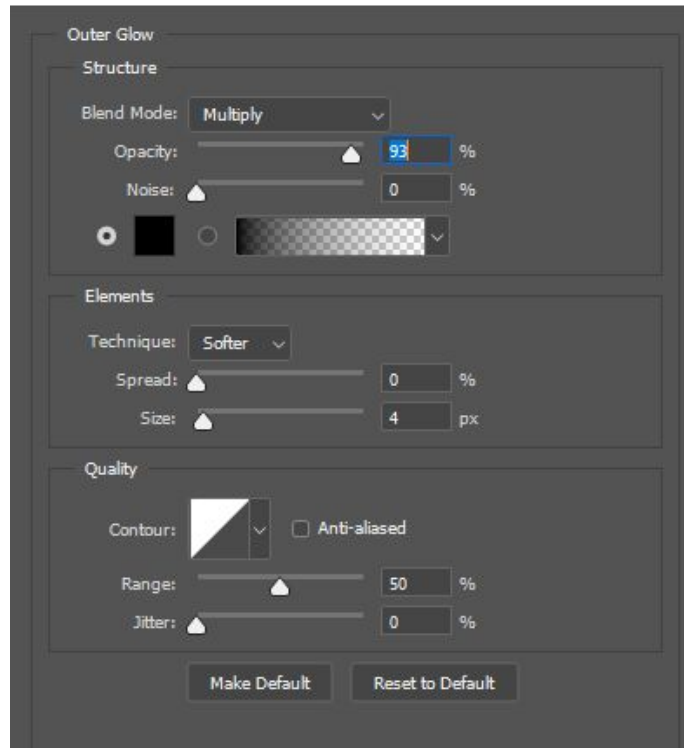 Outer Glow
Structure
Blend Mode: Multiply
Opacity: 93 %
Noise: 0 %
Elements
Technique: Softer
Spread: 0 %
Size: 4 px
Quality
Contour: Anti-aliased
Range: 50 %
Jitter: 0 %
Make Default Reset to Default